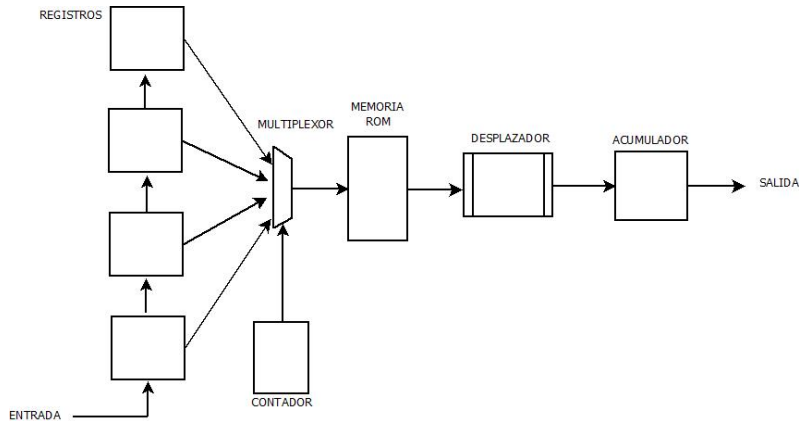 REGISTROS
MULTIPLEXOR
MEMORIA
ROM
DESPLAZADOR
ACUMULADOR
SALIDA
CONTADOR
ENTRADA